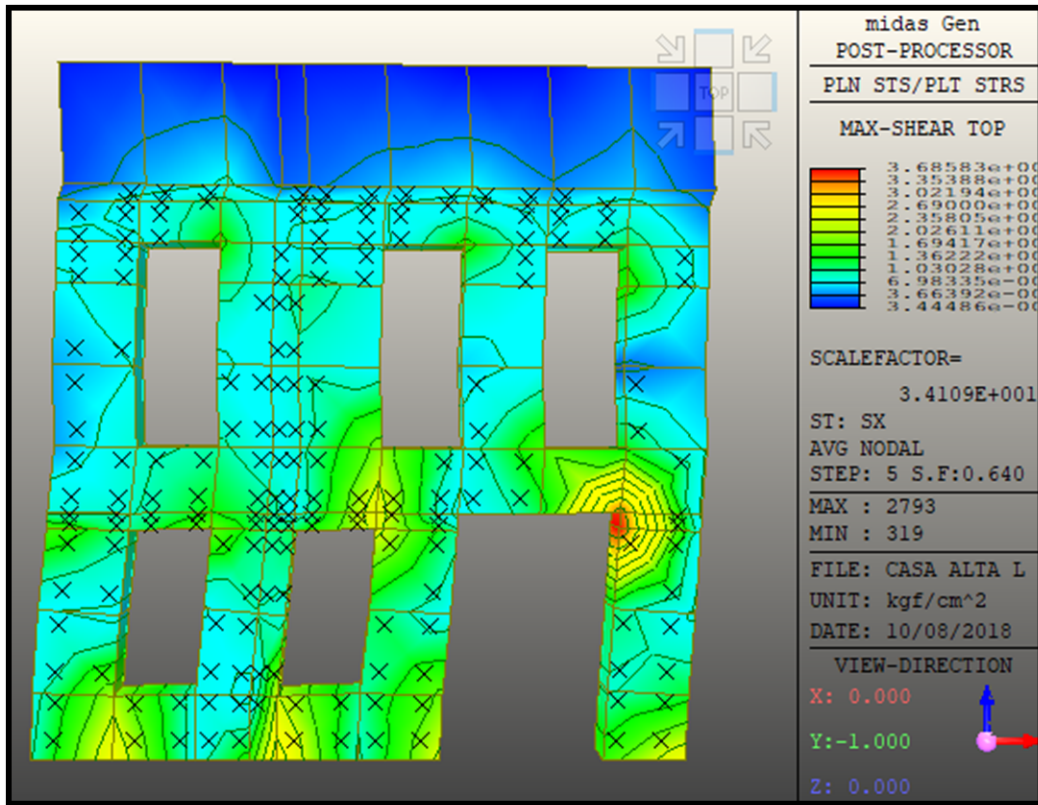 TOP
midas Gen
POST-PROCESSOR
PLN STS/PLT STRS
MAX-SHEAR TOP
3.68583e+00
3.35388e+00
3.02194e+00
2.69000e+00
2.35805e+00
2.02611e+00
1.69417e+00
1.36222e+00
1.03028e+00
6.98335e-00
3.66392e-00
3.44486e-00
SCALEFACTOR=
3.4109E+001
ST: SX
AVG NODAL
STEP: 5 S.F:0.640
MAX : 2793
MIN : 319
FILE: CASA ALTA L
UNIT: kgf/cm^2
DATE: 10/08/2018
VIEW-DIRECTION
X: 0.000
Y:-1.000
Z: 0.000